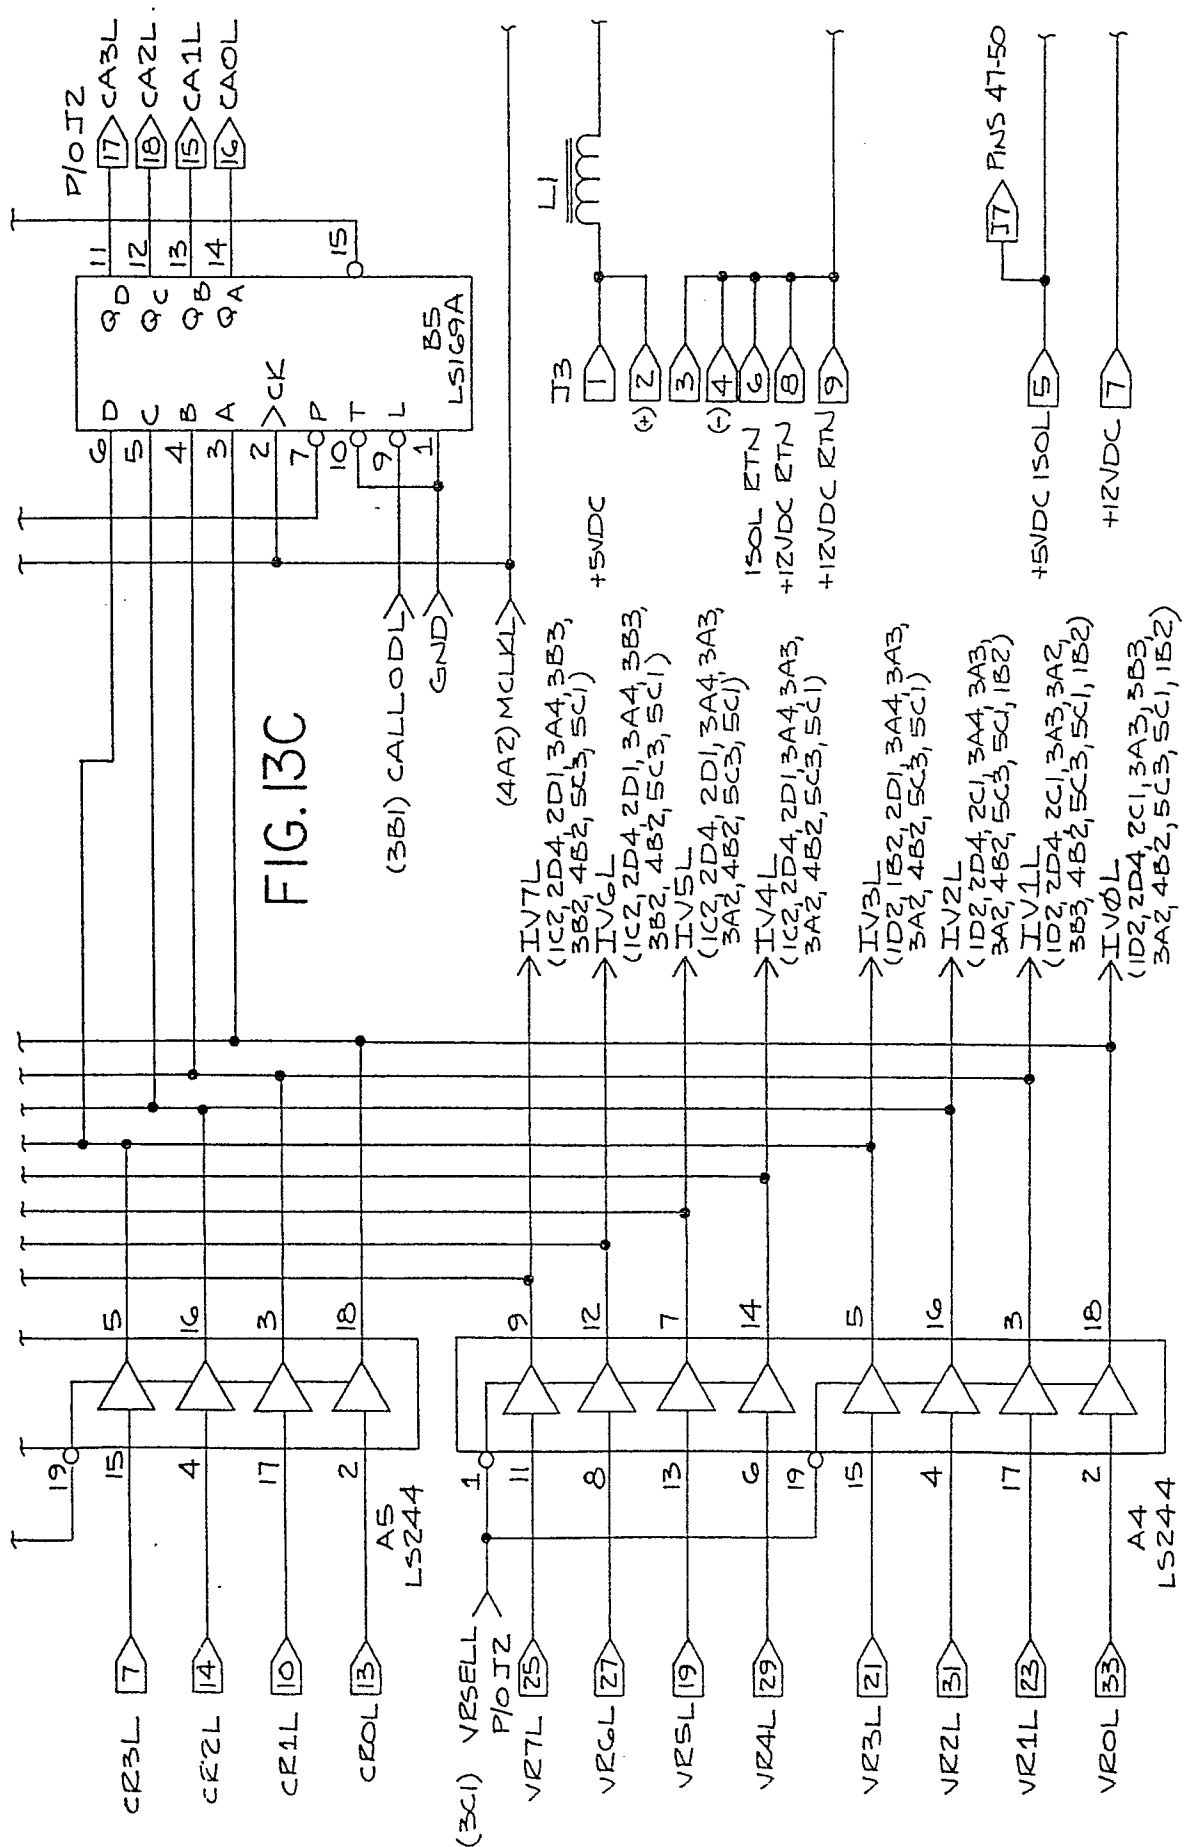 P/O J2
17 CA3L
18 CA2L
15 CA1L
16 CA0L
11
12
13
14
15
QD
QC
QB
QA
B5
LS169A
D
C
B
A
CK
P
T
L
6
5
4
3
2
7
10
9
1
(3B1) CALLODL
GND
(4A2) MCLKL
FIG. 13C
L1
J3
+5VDC
1
2
(+)
3
4
(-)
ISOL RTN 6
+12VDC RTN 8
+12VDC RTN 9
J7 PINS 47-50
+5VDC ISOL 5
+12VDC 7
IV7L
(1C2, 2D4, 2D1, 3A4, 3B3,
3B2, 4B2, 5C3, 5C1)
IV6L
(1C2, 2D4, 2D1, 3A4, 3B3,
3B2, 4B2, 5C3, 5C1)
IV5L
(1C2, 2D4, 2D1, 3A4, 3A3,
3A2, 4B2, 5C3, 5C1)
IV4L
(1C2, 2D4, 2D1, 3A4, 3A3,
3A2, 4B2, 5C3, 5C1)
IV3L
(1D2, 1B2, 2D1, 3A4, 3A3,
3A2, 4B2, 5C3, 5C1)
IV2L
(1D2, 2D4, 2C1, 3A4, 3A3,
3A2, 4B2, 5C3, 5C1, 1B2)
IV1L
(1D2, 2D4, 2C1, 3A3, 3A2,
3B3, 4B2, 5C3, 5C1, 1B2)
IVØL
(1D2, 2D4, 2C1, 3A3, 3B3,
3A2, 4B2, 5C3, 5C1, 1B2)
19
15
4
17
2
5
16
3
18
A5
LS244
CR3L 7
CR2L 14
CR1L 10
CR0L 13
(3C1) VRSELL
P/O J2
VR7L 25
VR6L 27
VR5L 19
VR4L 29
VR3L 21
VR2L 31
VR1L 23
VR0L 33
1
11
8
13
6
19
15
4
17
2
9
12
7
14
5
16
3
18
A4
LS244